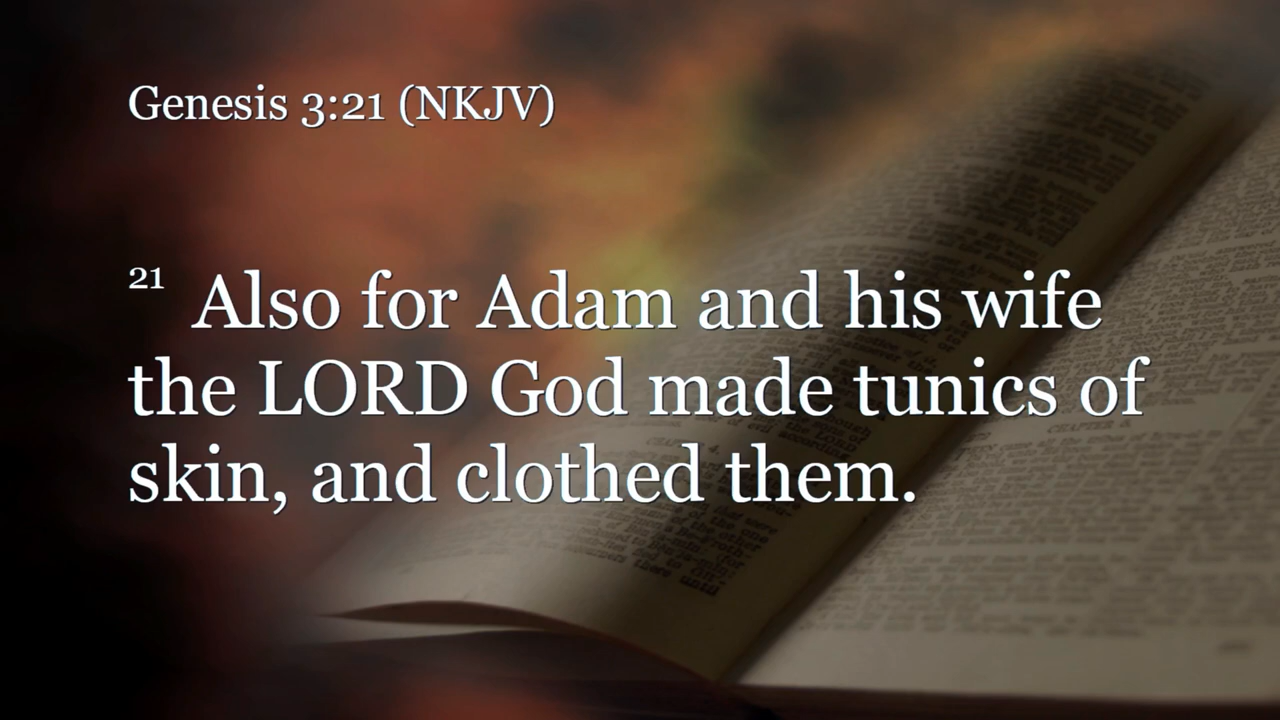 Genesis 3:21 (NKJV)
21 Also for Adam and his wife
the LORD God made tunics of
skin, and clothed them.